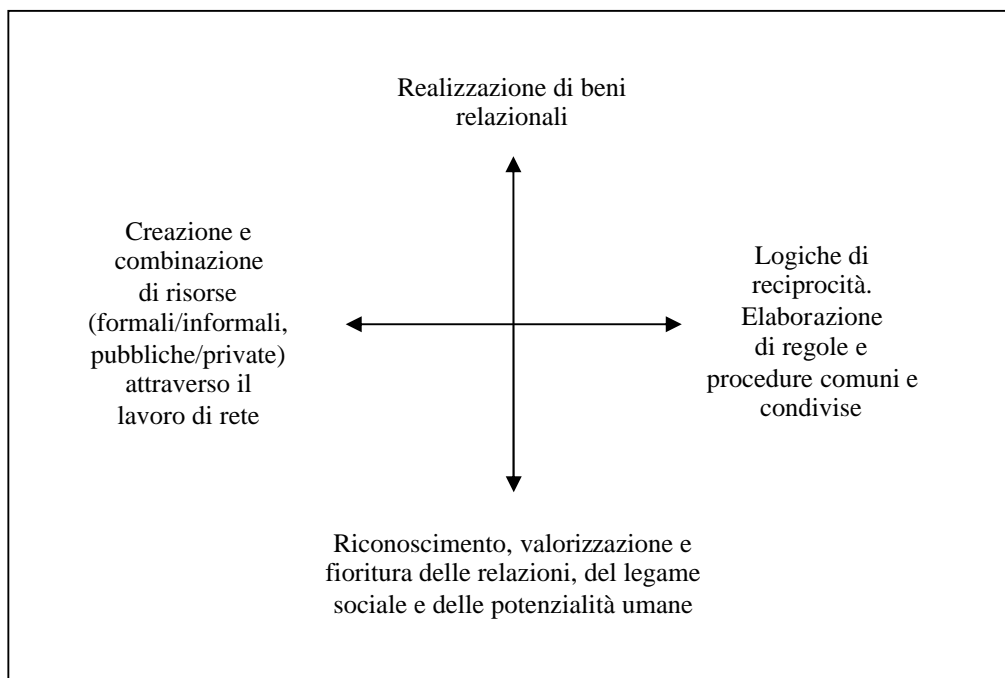 Realizzazione di beni
relazionali
Creazione e
combinazione
di risorse
(formali/informali,
pubbliche/private)
attraverso il
lavoro di rete
Logiche di
reciprocità.
Elaborazione
di regole e
procedure comuni e
condivise
Riconoscimento, valorizzazione e
fioritura delle relazioni, del legame
sociale e delle potenzialità umane